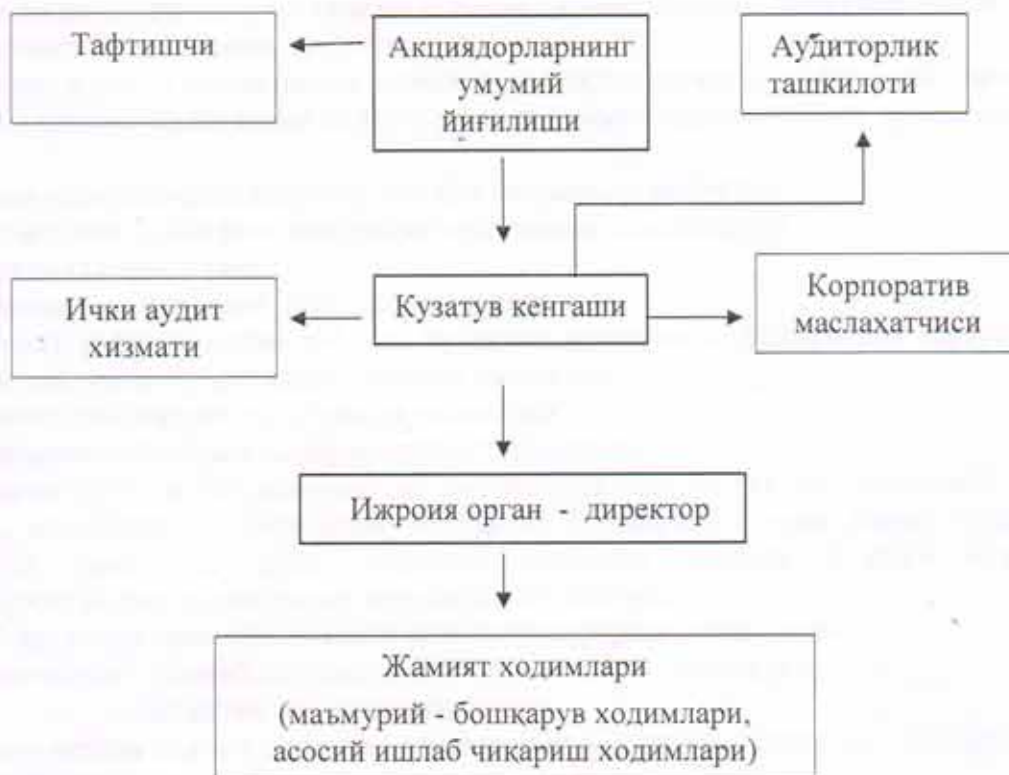 Тафтишчи
Акциядорларнинг
умумий
йиғилиши
Аудиторлик
ташкилоти
Ички аудит
хизмати
Кузатув кенгаши
Корпоратив
маслаҳатчиси
Ижроия орган - директор
Жамият ходимлари
(маъмурий - бошқарув ходимлари,
асосий ишлаб чиқариш ходимлари)